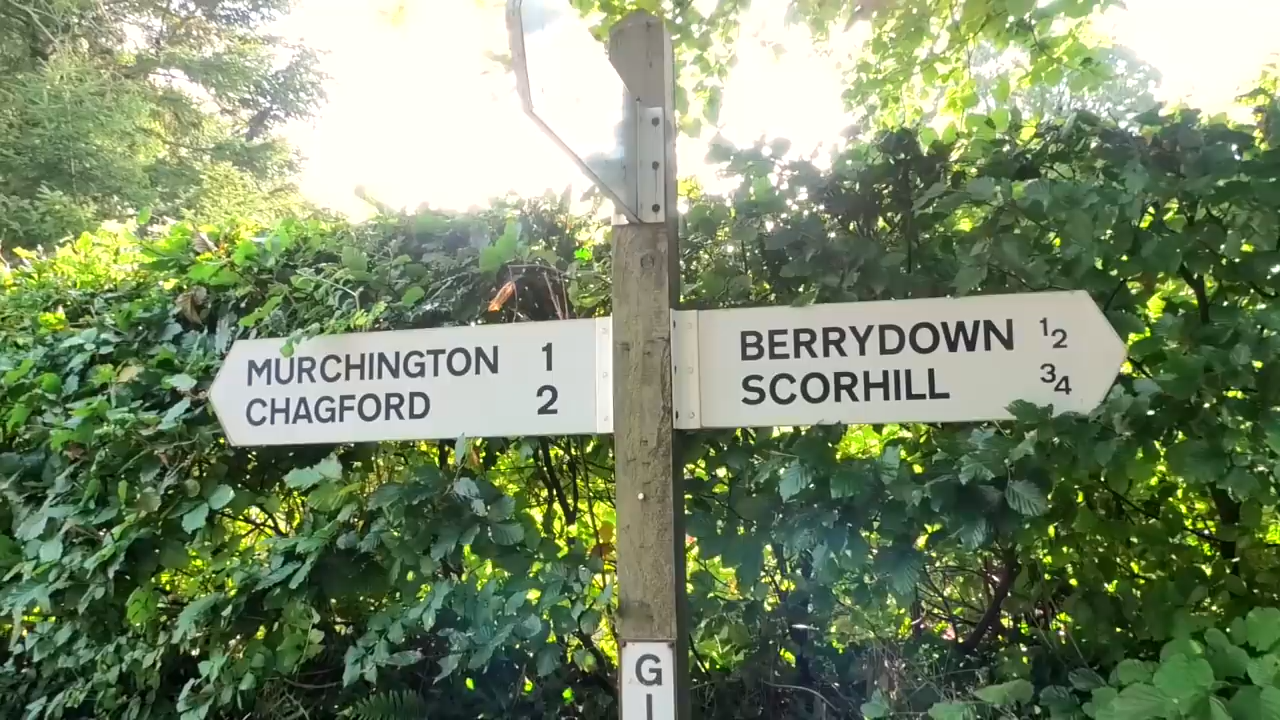 MURCHINGTON 1
CHAGFORD 2
BERRYDOWN 1/2
SCORHILL 3/4
G
I